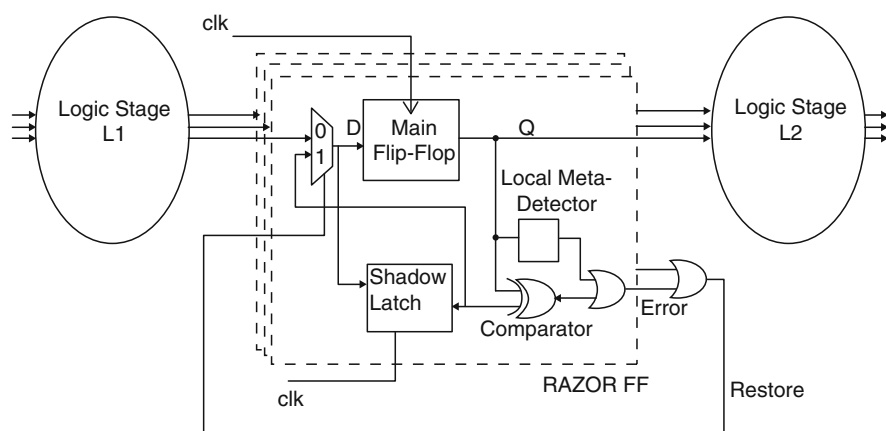 clk
Logic Stage
L1
0
1
D
Main
Flip-Flop
Q
Logic Stage
L2
Local Meta-
Detector
Shadow
Latch
Comparator
Error
RAZOR FF
Restore
clk